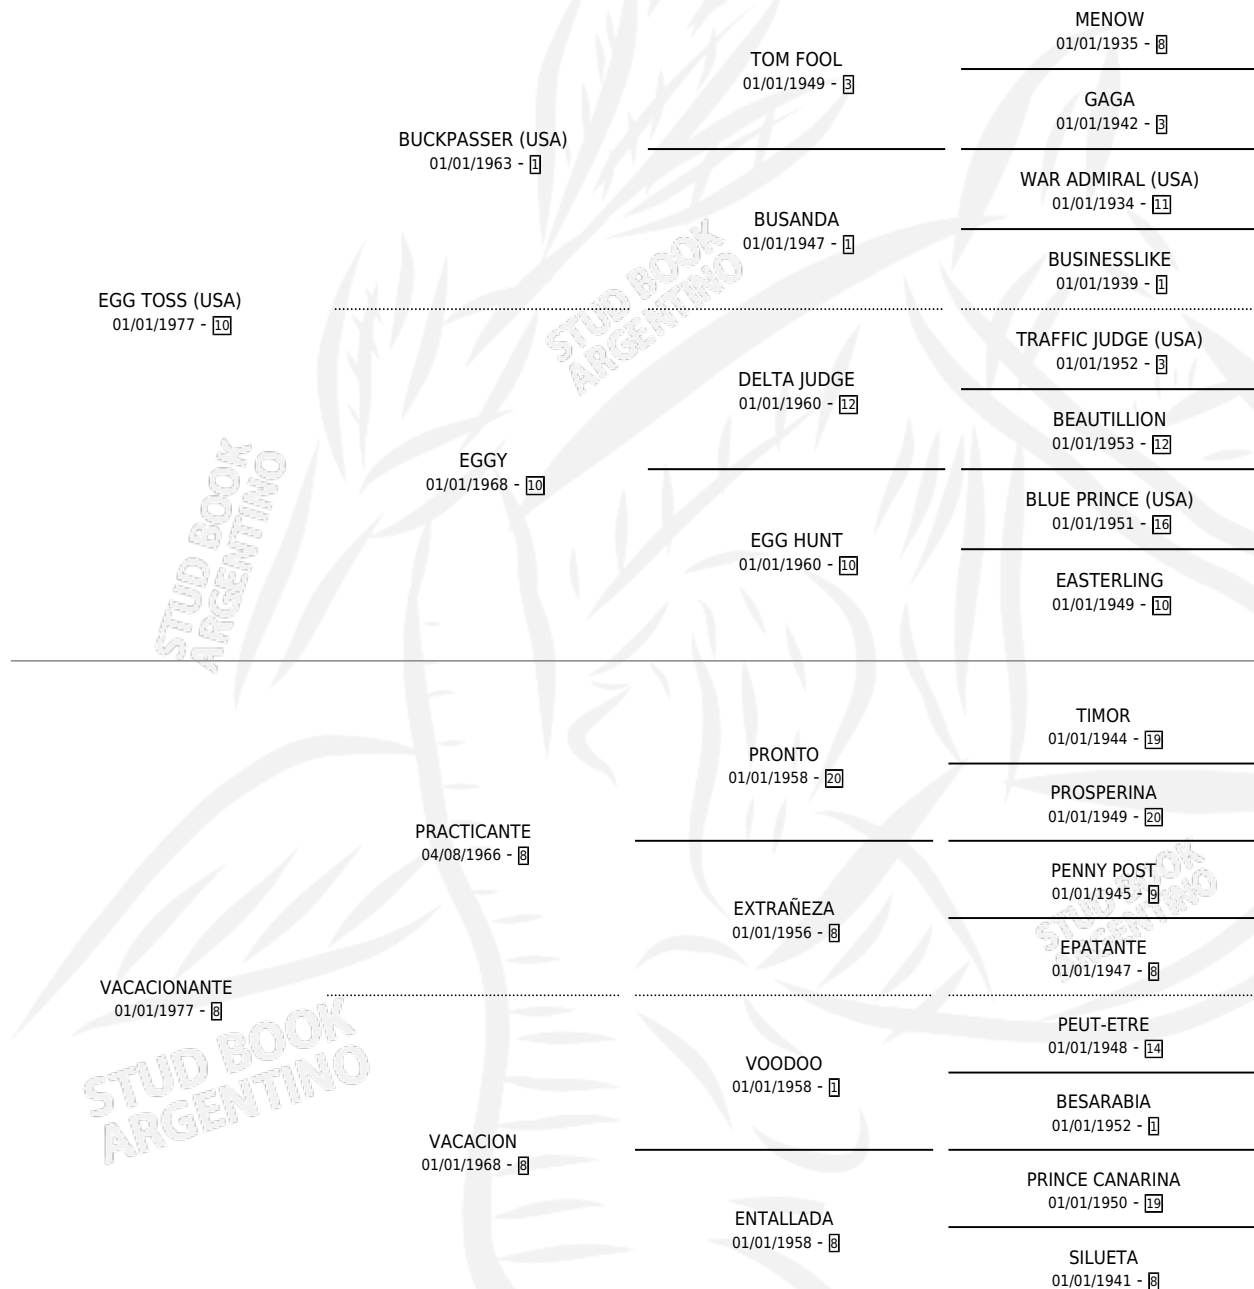 MENOW
01/01/1935 - 8
TOM FOOL
01/01/1949 - 3
GAGA
01/01/1942 - 3
BUCKPASSER (USA)
01/01/1963 - 1
WAR ADMIRAL (USA)
01/01/1934 - 11
BUSANDA
01/01/1947 - 1
BUSINESSLIKE
01/01/1939 - 1
EGG TOSS (USA)
01/01/1977 - 10
TRAFFIC JUDGE (USA)
01/01/1952 - 3
DELTA JUDGE
01/01/1960 - 12
BEAUTILLION
01/01/1953 - 12
EGGY
01/01/1968 - 10
BLUE PRINCE (USA)
01/01/1951 - 16
EGG HUNT
01/01/1960 - 10
EASTERLING
01/01/1949 - 10
TIMOR
01/01/1944 - 19
PRONTO
01/01/1958 - 20
PROSPERINA
01/01/1949 - 20
PRACTICANTE
04/08/1966 - 8
PENNY POST
01/01/1945 - 9
EXTRAÑEZA
01/01/1956 - 8
EPATANTE
01/01/1947 - 8
VACACIONANTE
01/01/1977 - 8
PEUT-ETRE
01/01/1948 - 14
VOODOO
01/01/1958 - 1
BESARABIA
01/01/1952 - 1
VACACION
01/01/1968 - 8
PRINCE CANARINA
01/01/1950 - 19
ENTALLADA
01/01/1958 - 8
SILUETA
01/01/1941 - 8
STUD BOOK
ARGENTINO
STUD BOOK
ARGENTINO
STUD BOOK
ARGENTINO
STUD BOOK
ARGENTINO